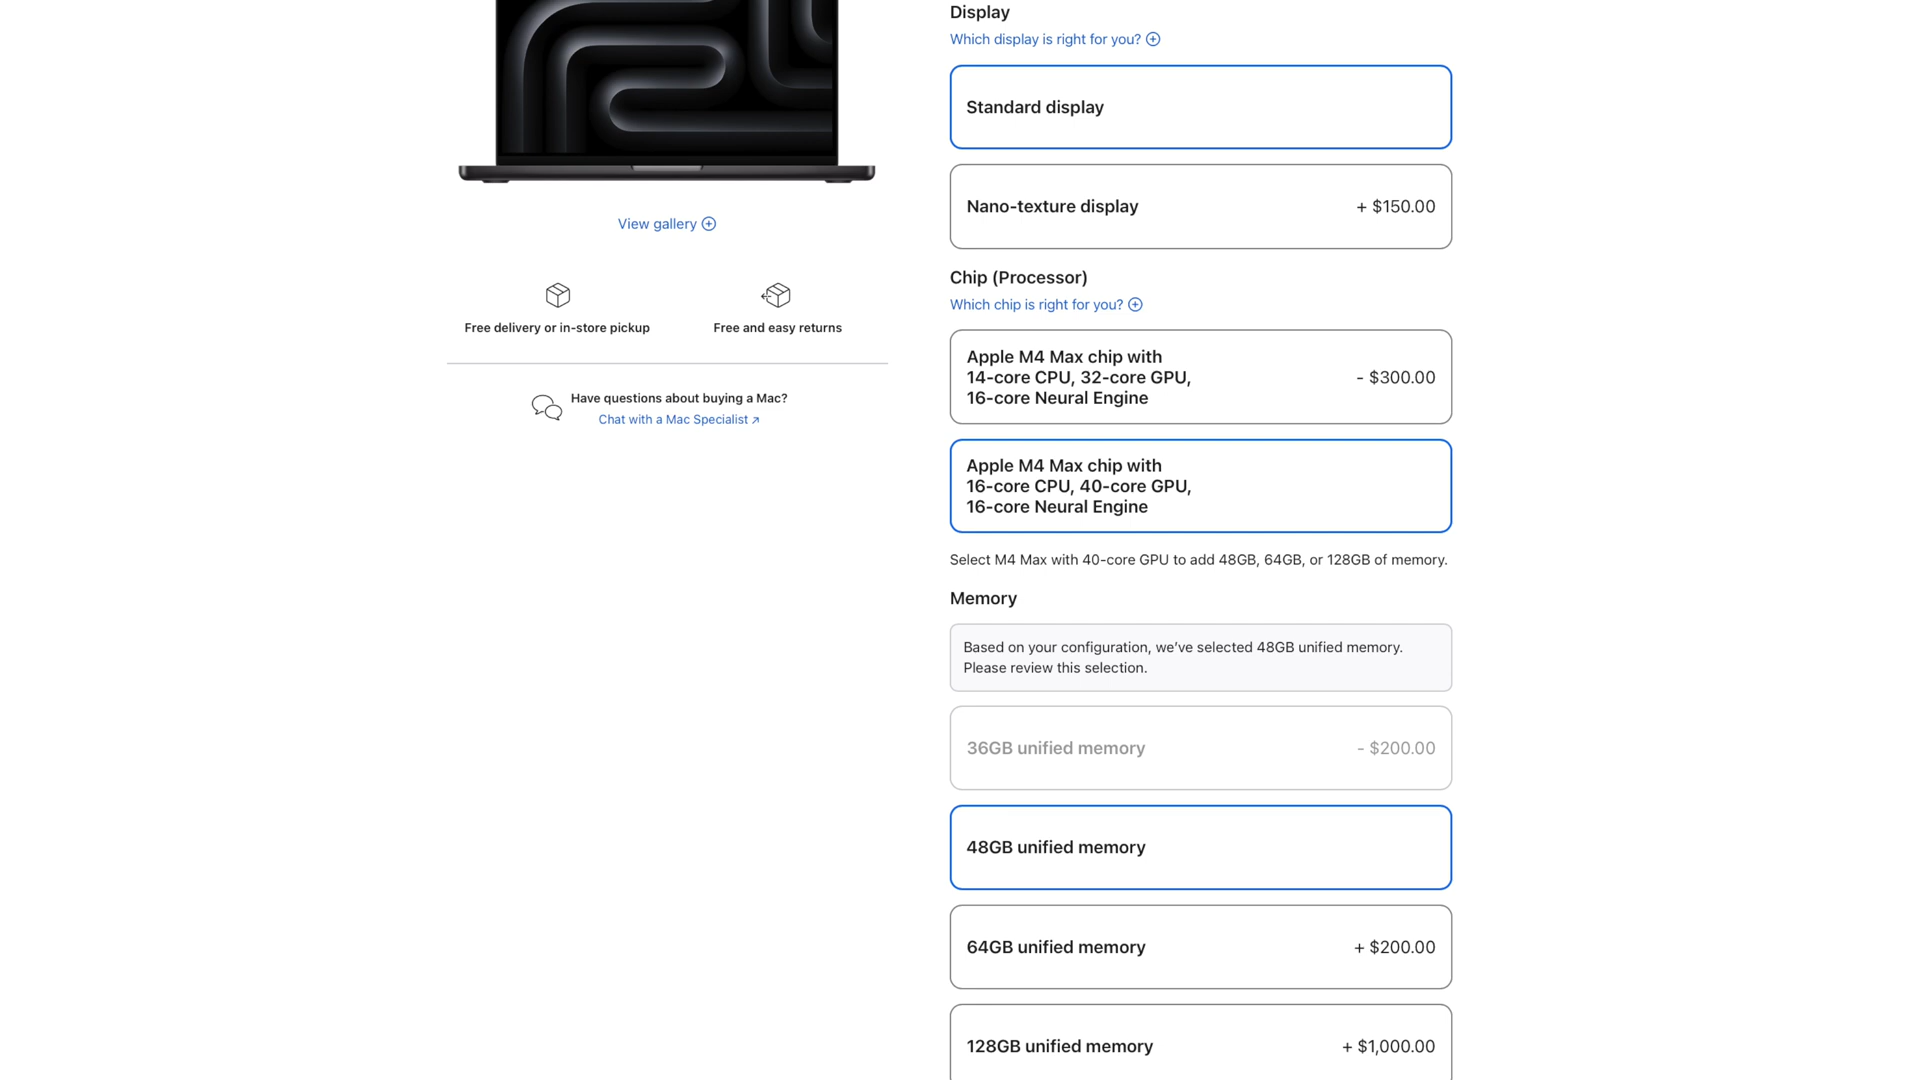 Display
Which display is right for you?
Standard display
Nano-texture display
+ $150.00
View gallery
Free delivery or in-store pickup
Free and easy returns
Have questions about buying a Mac?
Chat with a Mac Specialist ↗
Chip (Processor)
Which chip is right for you?
Apple M4 Max chip with
14-core CPU, 32-core GPU,
16-core Neural Engine
- $300.00
Apple M4 Max chip with
16-core CPU, 40-core GPU,
16-core Neural Engine
Select M4 Max with 40-core GPU to add 48GB, 64GB, or 128GB of memory.
Memory
Based on your configuration, we’ve selected 48GB unified memory.
Please review this selection.
36GB unified memory
- $200.00
48GB unified memory
64GB unified memory
+ $200.00
128GB unified memory
+ $1,000.00